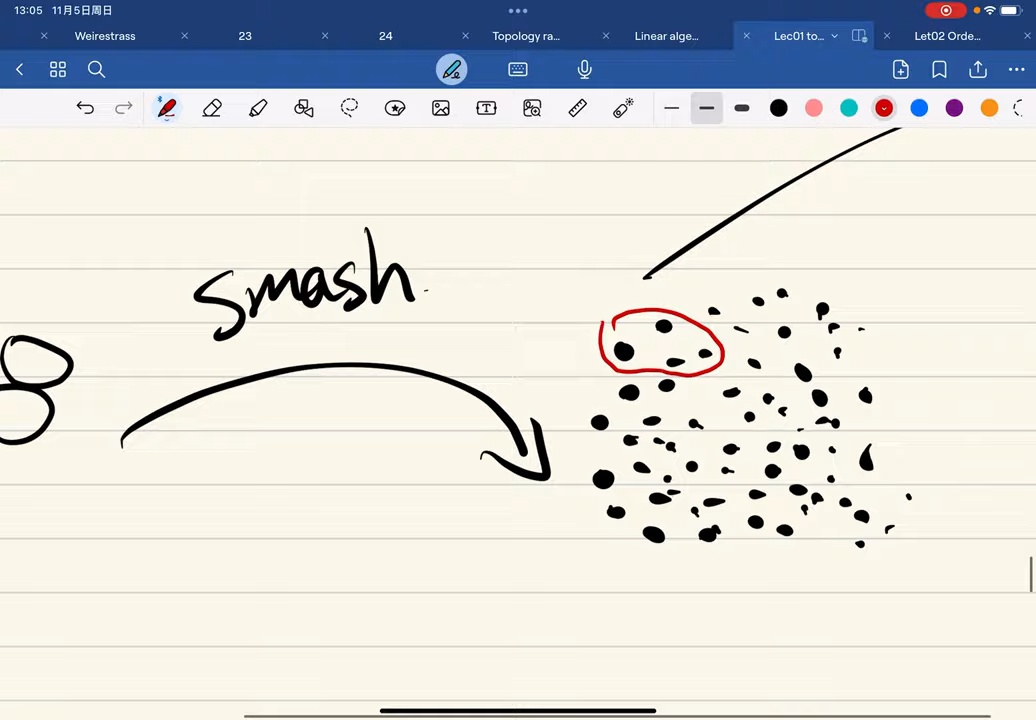 13:05 11月5日周日
Weirestrass 23 24 Topology ra... Linear alge... Lec01 to... Let02 Orde...
smash